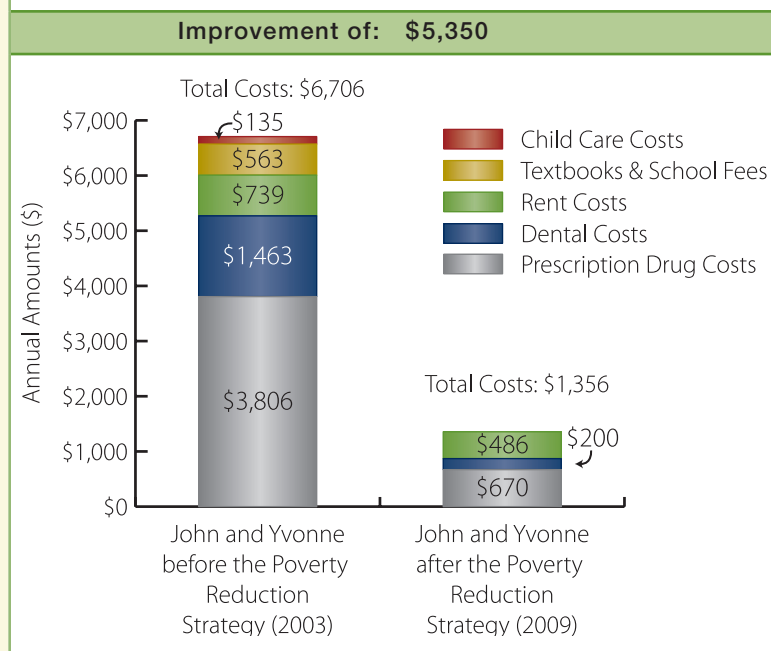 Improvement of: $5,350
Total Costs: $6,706
$7,000
$6,000
$5,000
$4,000
$3,000
$2,000
$1,000
$0
Annual Amounts ($)
$135
$563
$739
$1,463
$3,806
Child Care Costs
Textbooks & School Fees
Rent Costs
Dental Costs
Prescription Drug Costs
Total Costs: $1,356
$486
$200
$670
John and Yvonne
before the Poverty
Reduction
Strategy (2003)
John and Yvonne
after the Poverty
Reduction
Strategy (2009)